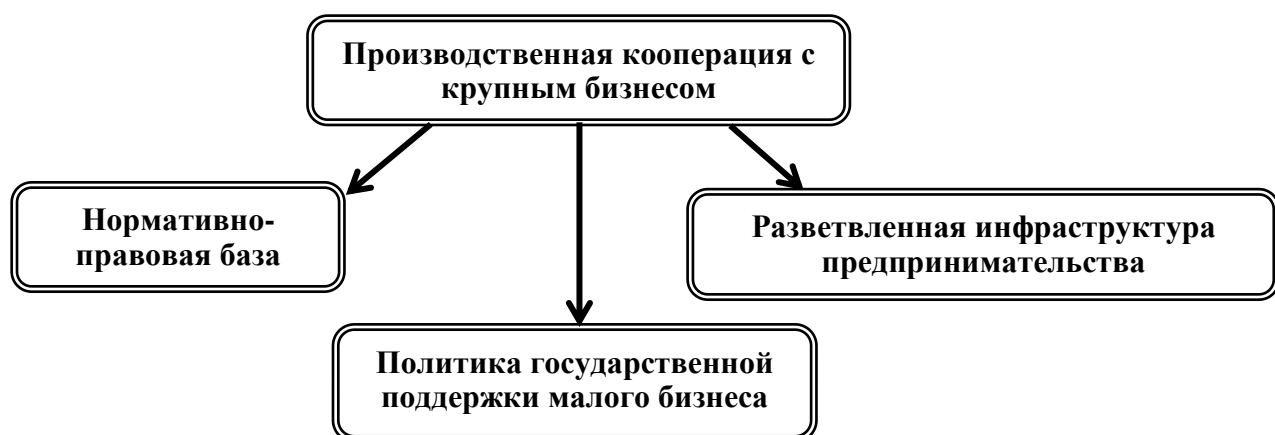 Производственная кооперация с
крупным бизнесом
Нормативно-
правовая база
Разветвленная инфраструктура
предпринимательства
Политика государственной
поддержки малого бизнеса